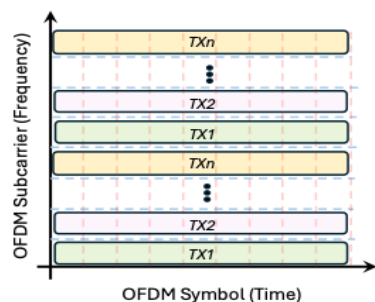 OFDM Subcarrier (Frequency)
TXn
TX2
TX1
TXn
TX2
TX1
OFDM Symbol (Time)